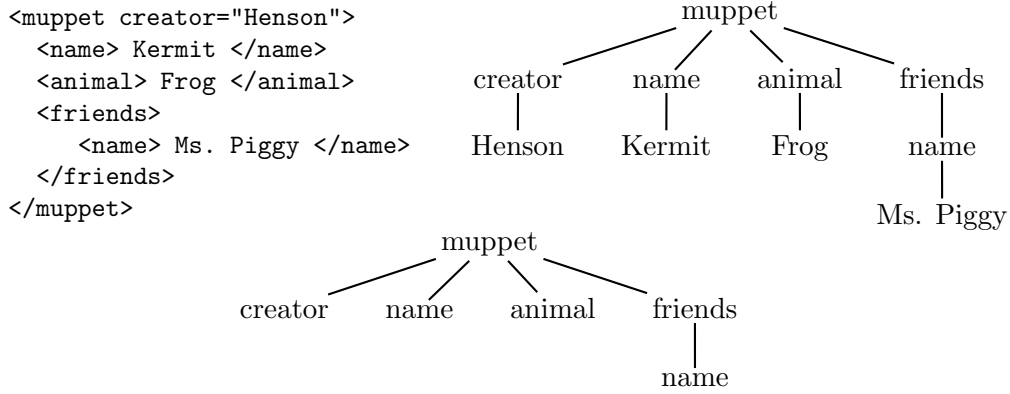 <muppet creator="Henson">
  <name> Kermit </name>
  <animal> Frog </animal>
  <friends>
     <name> Ms. Piggy </name>
  </friends>
</muppet>
muppet
creator name animal friends
Henson Kermit Frog name
Ms. Piggy
muppet
creator name animal friends
name